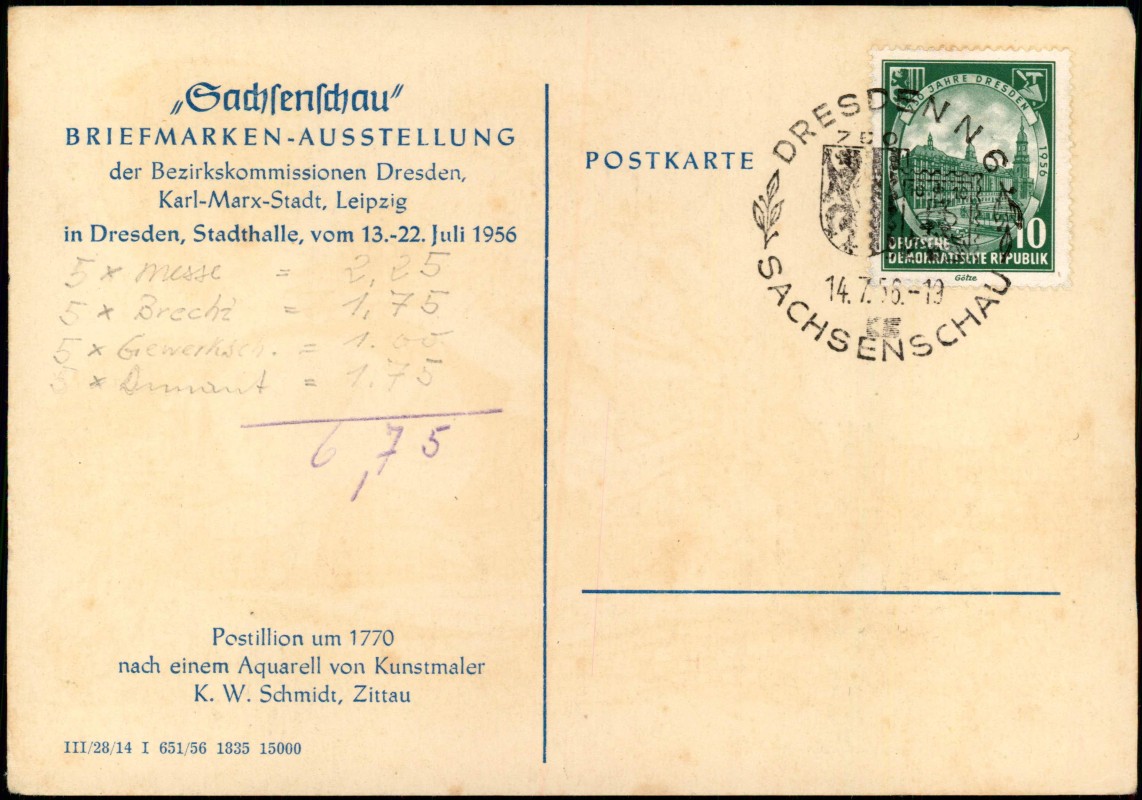 „Sachsenschau"
BRIEFMARKEN-AUSSTELLUNG
der Bezirkskommissionen Dresden,
Karl-Marx-Stadt, Leipzig
in Dresden, Stadthalle, vom 13.-22. Juli 1956
5 × Messe = 2,25
5 × Brecht = 1,75
5 × Gewerksch. = 1.00
5 × = 1.75
6,75
Postillion um 1770
nach einem Aquarell von Kunstmaler
K. W. Schmidt, Zittau
III/28/14 I 651/56 1835 15000
POSTKARTE
DRESDEN N 6
750
14.7.56.-19
SACHSENSCHAU
750 JAHRE DRESDEN
1956
10
DEUTSCHE
DEMOKRATISCHE REPUBLIK
Götze